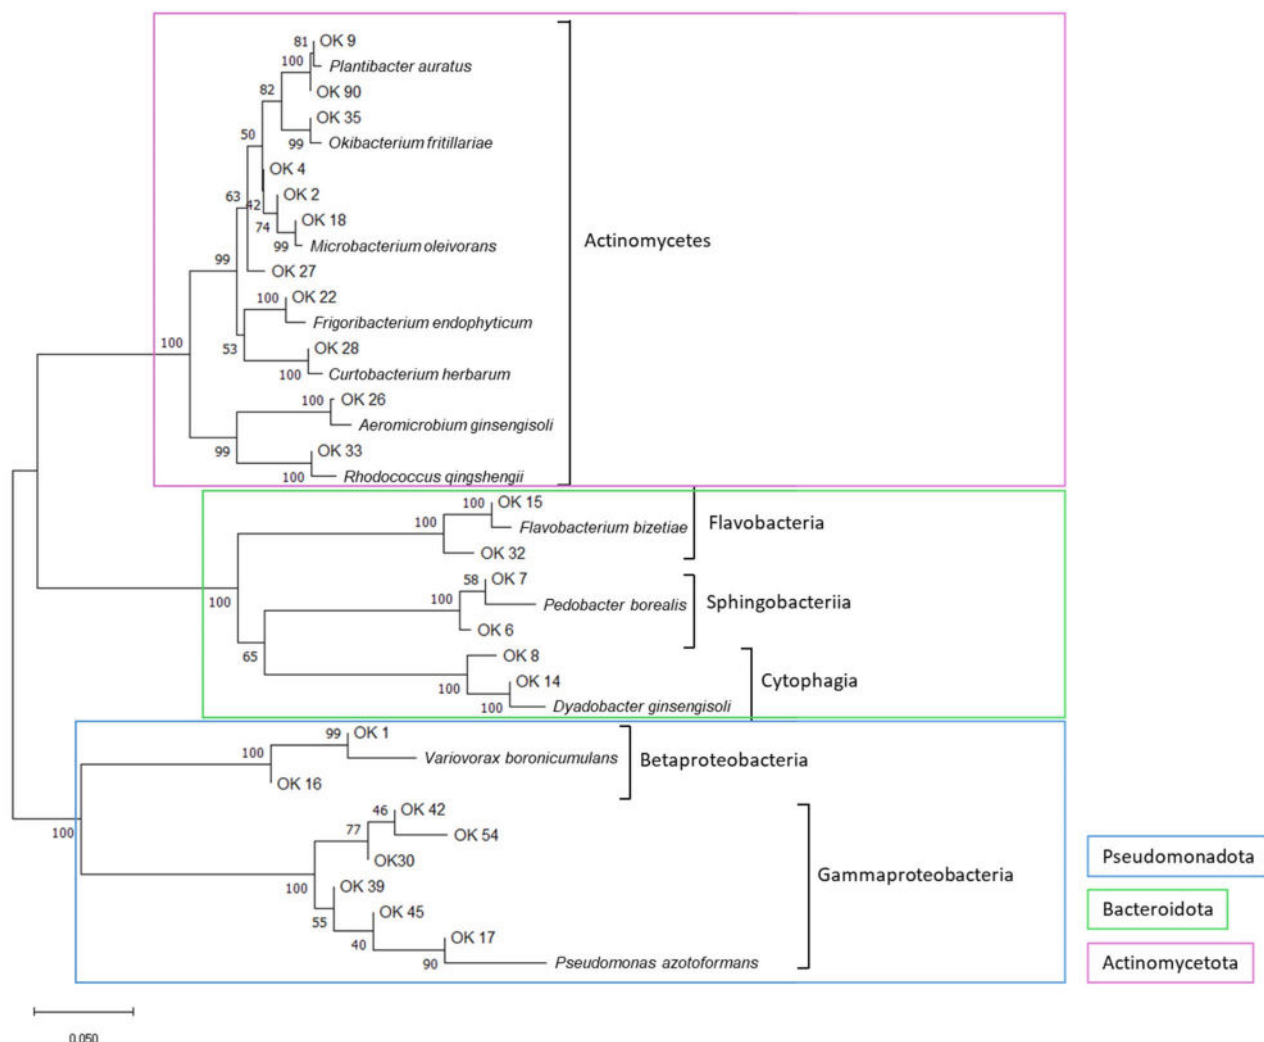 81 OK 9
100 Plantibacter auratus
OK 90
82
OK 35
99 Okibacterium fritillariae
50
OK 4
63 42 OK 2
74 OK 18
99 Microbacterium oleivorans
Actinomycetes
99 OK 27
100 OK 22
Frigoribacterium endophyticum
53 OK 28
100 Curtobacterium herbarum
100
100 OK 26
Aeromicrobium ginsengisoli
99 OK 33
100 Rhodococcus qingshengii
100 OK 15
100 Flavobacterium bizetiae
Flavobacteria
OK 32
58 OK 7
100 Pedobacter borealis
Sphingobacteriia
100 OK 6
65 OK 8
100 OK 14
100 Dyadobacter ginsengisoli
Cytophagia
99 OK 1
100 Variovorax boronicumulans
Betaproteobacteria
OK 16
100
46 OK 42
77 OK 54
OK30
100 OK 39
55 OK 45
40 OK 17
90 Pseudomonas azotoformans
Gammaproteobacteria
Pseudomonadota
Bacteroidota
Actinomycetota
0.050